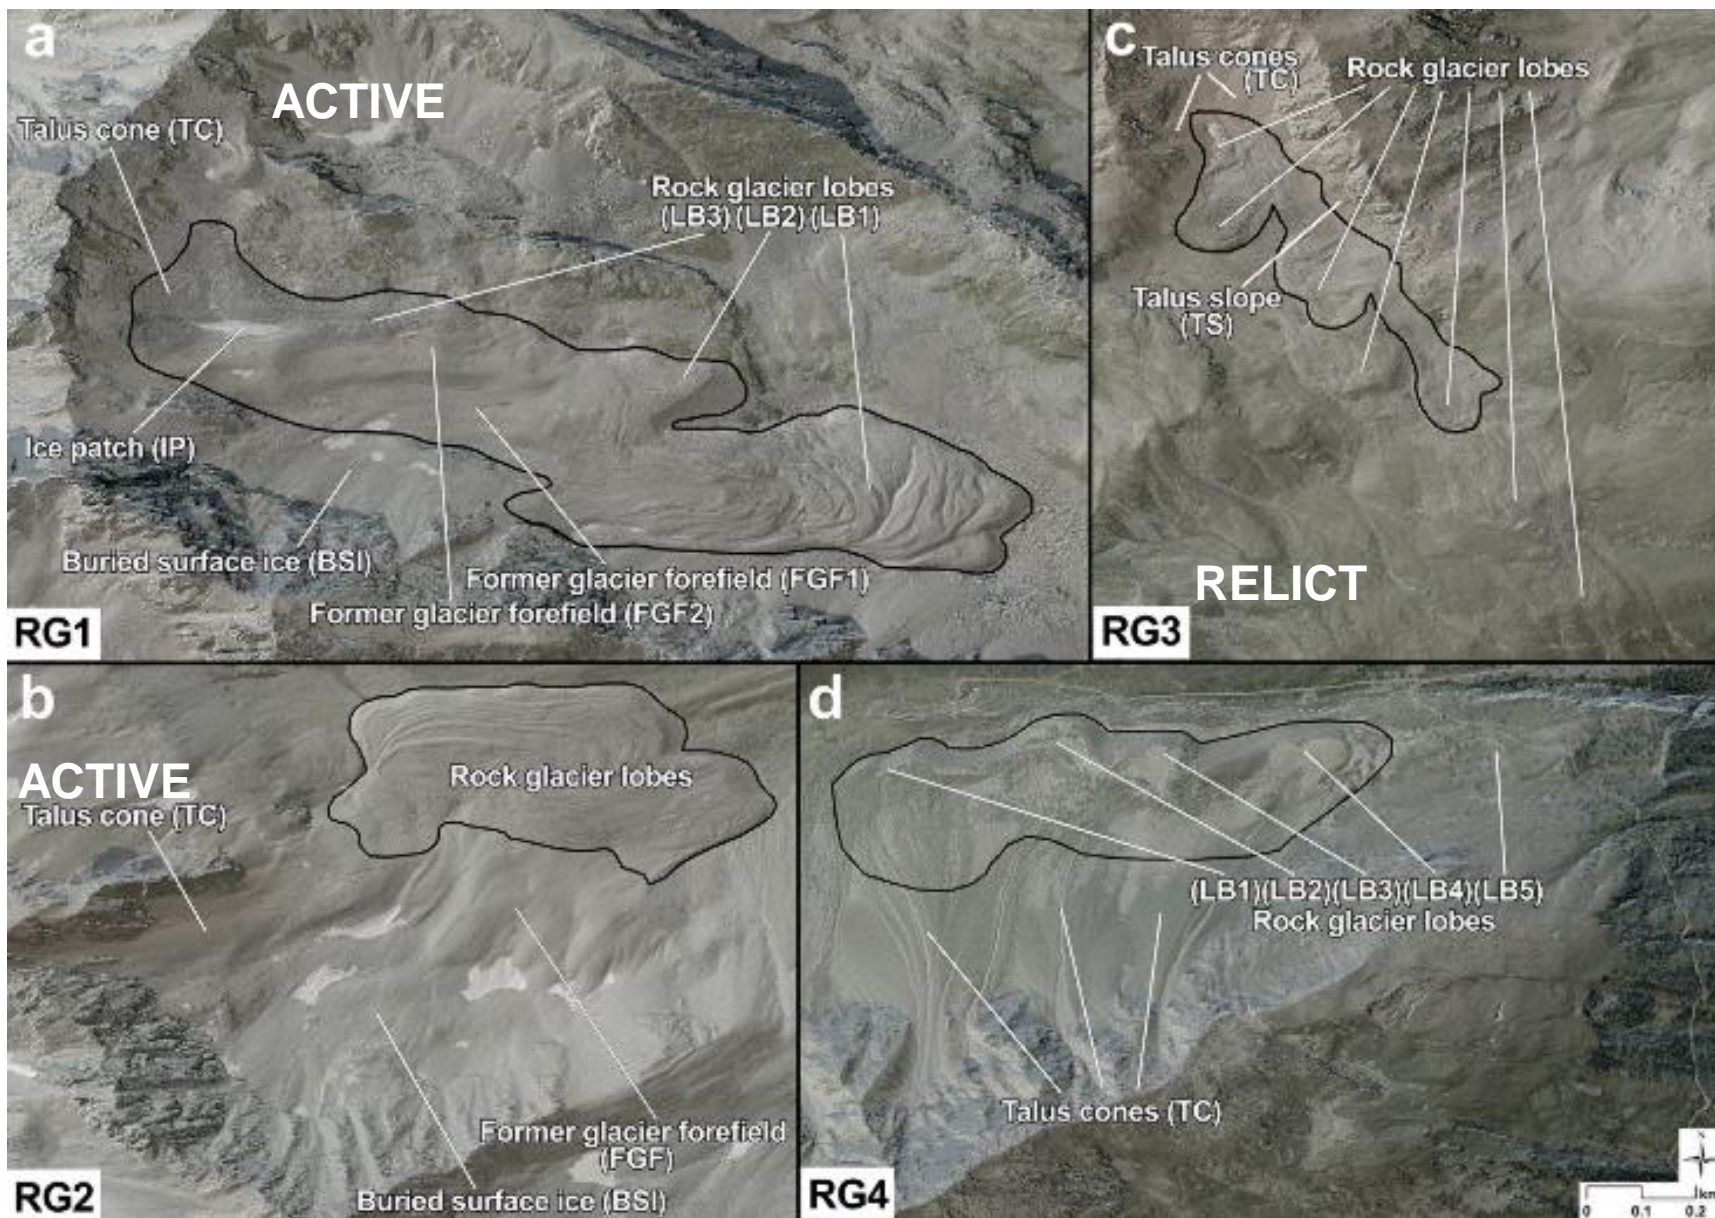 a
ACTIVE
Talus cone (TC)
Rock glacier lobes
(LB3)(LB2)(LB1)
Ice patch (IP)
Buried surface ice (BSI)
Former glacier forefield (FGF1)
Former glacier forefield (FGF2)
RG1
c
Talus cones
(TC)
Rock glacier lobes
Talus slope
(TS)
RELICT
RG3
b
ACTIVE
Talus cone (TC)
Rock glacier lobes
Former glacier forefield
(FGF)
Buried surface ice (BSI)
RG2
d
(LB1)(LB2)(LB3)(LB4)(LB5)
Rock glacier lobes
Talus cones (TC)
RG4
0 0.1 0.2